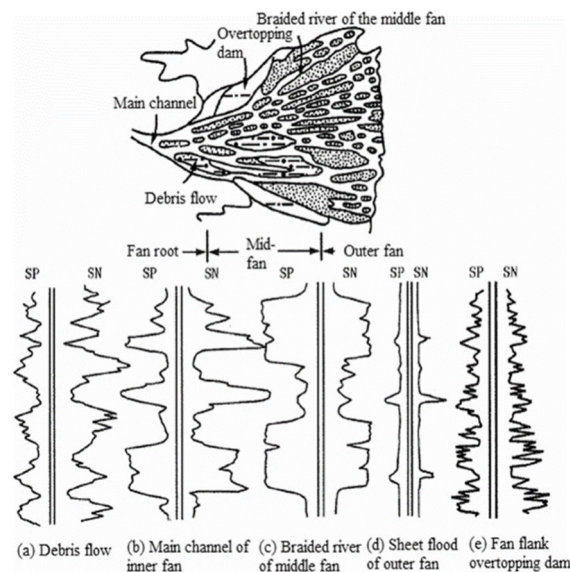 Braided river of the middle fan
Overtopping
dam
Main channel
Debris flow
Fan root
Mid-
fan
Outer fan
SP SN SP SN SP SN SP SN SP SN
(a) Debris flow (b) Main channel of (c) Braided river (d) Sheet flood (e) Fan flank
inner fan of middle fan of outer fan overtopping dam